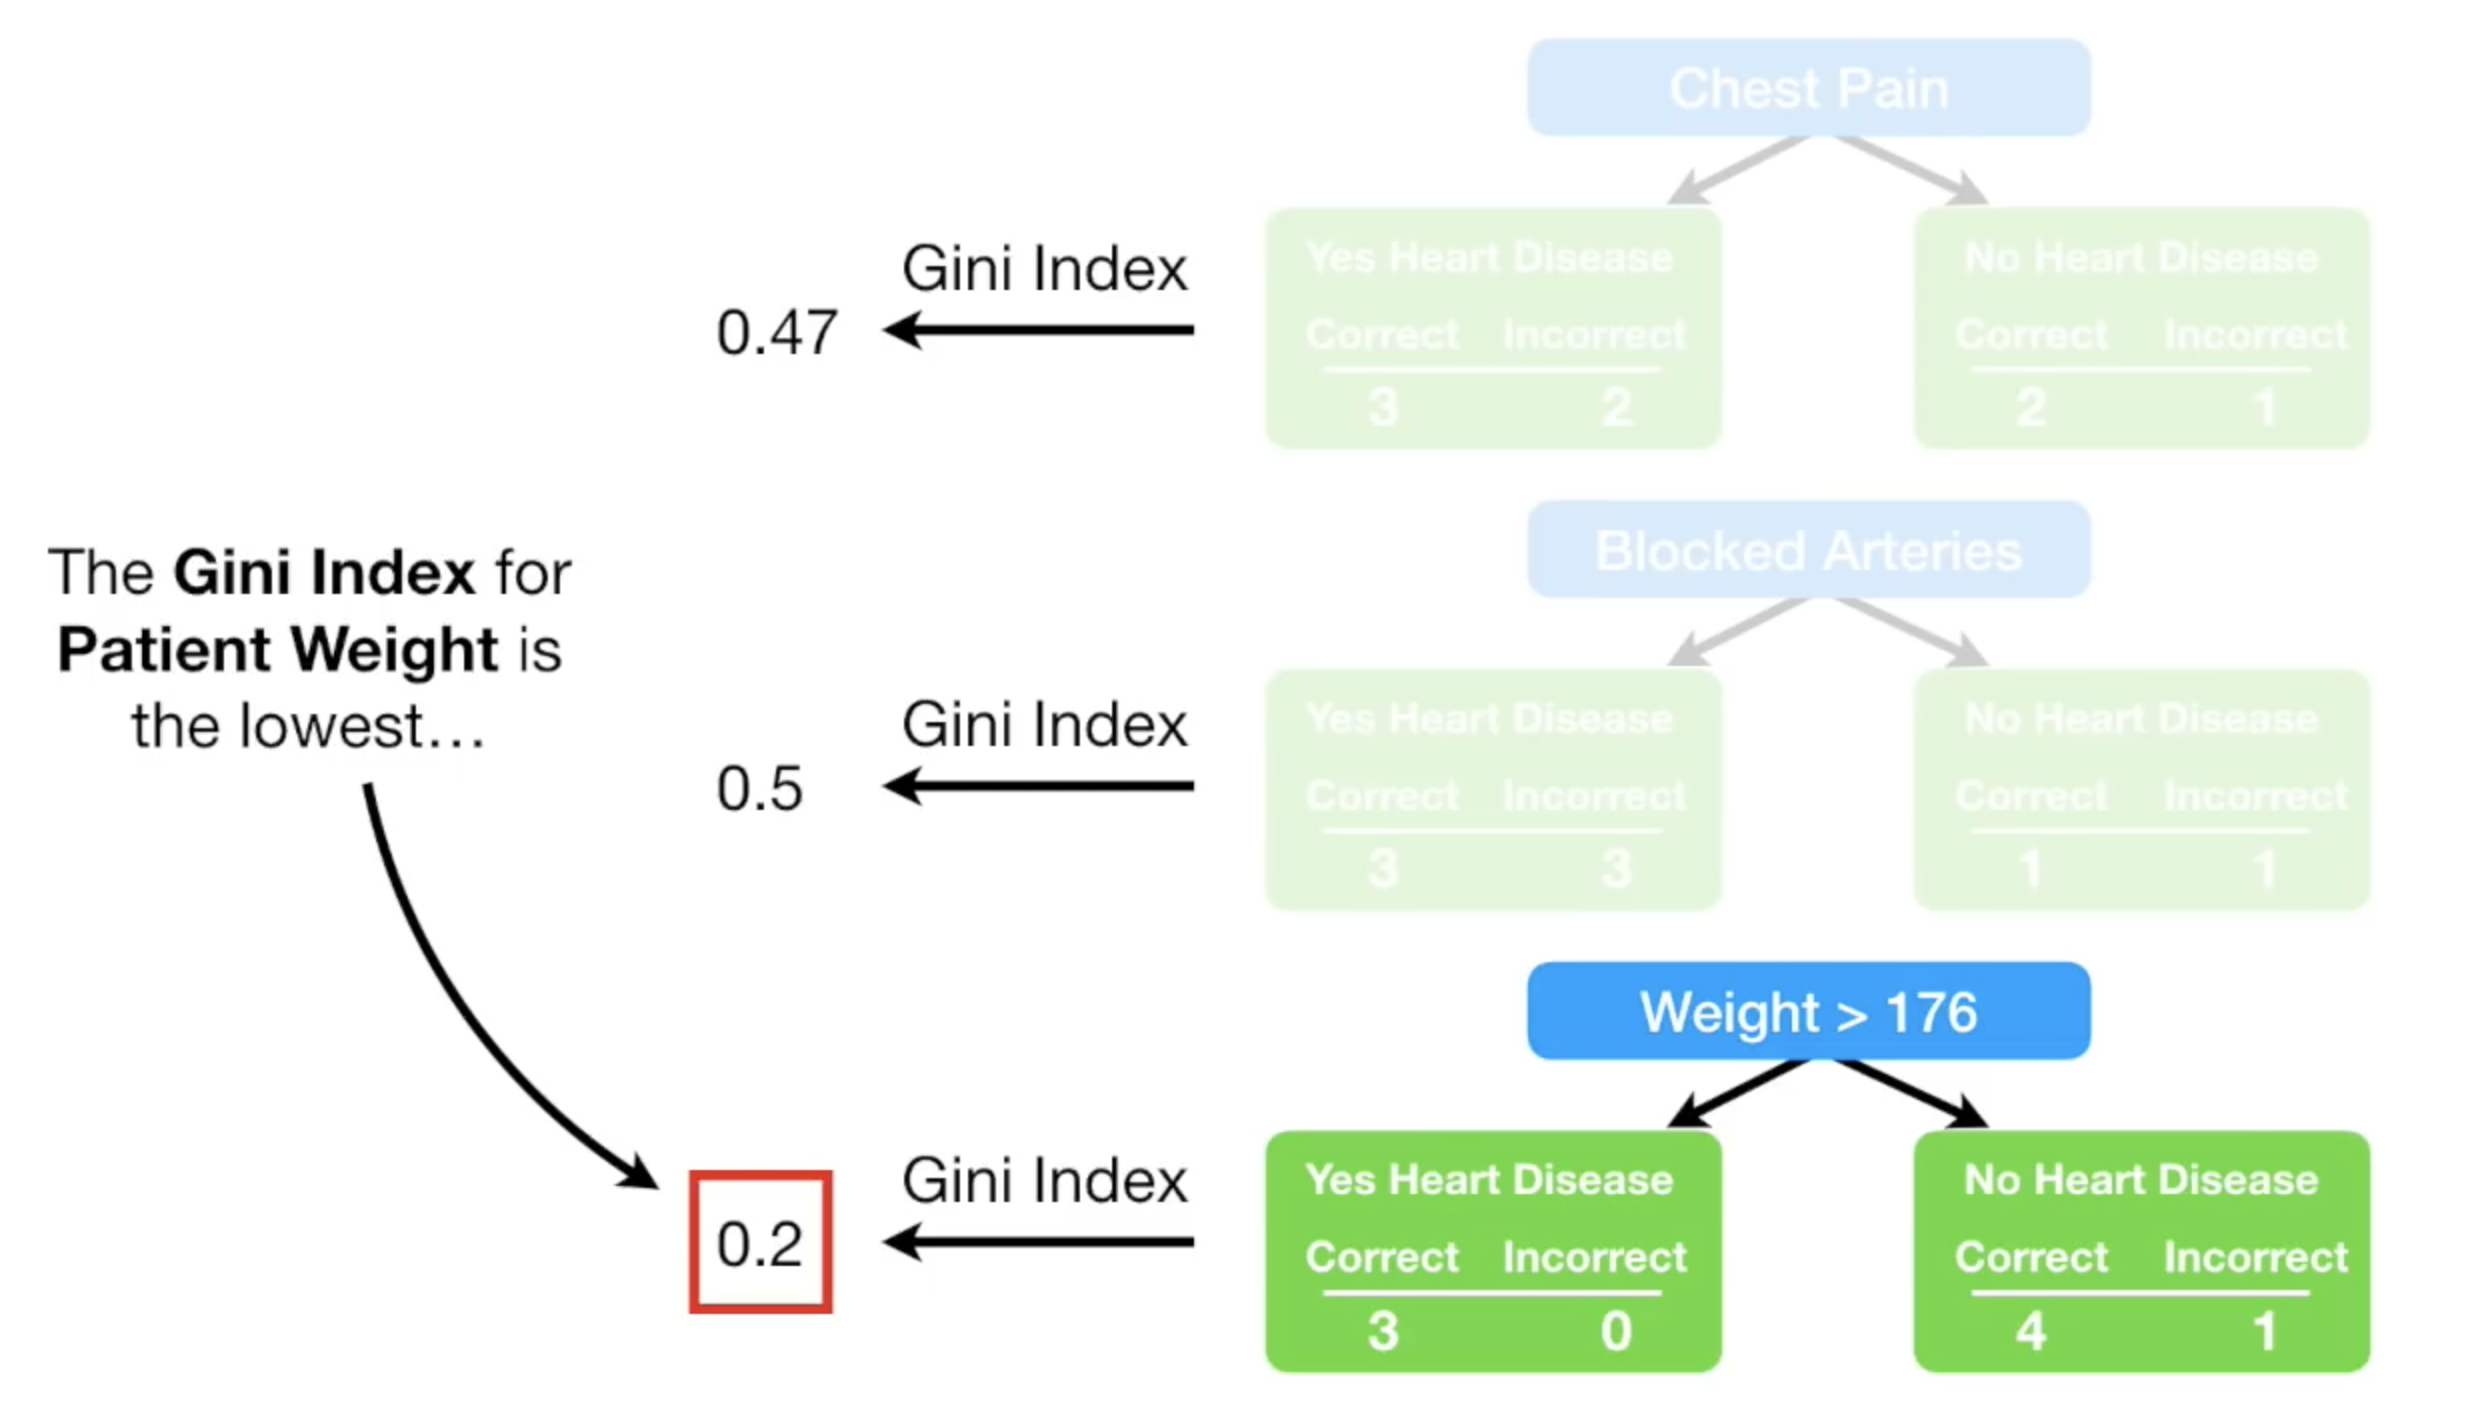 Chest Pain
Yes Heart Disease
No Heart Disease
Correct Incorrect
Correct Incorrect
3 2
2 1
Gini Index
0.47
Blocked Arteries
Yes Heart Disease
No Heart Disease
Correct Incorrect
Correct Incorrect
3 3
1 1
Gini Index
0.5
The Gini Index for
Patient Weight is
the lowest...
Weight > 176
Yes Heart Disease
No Heart Disease
Correct Incorrect
Correct Incorrect
3 0
4 1
Gini Index
0.2